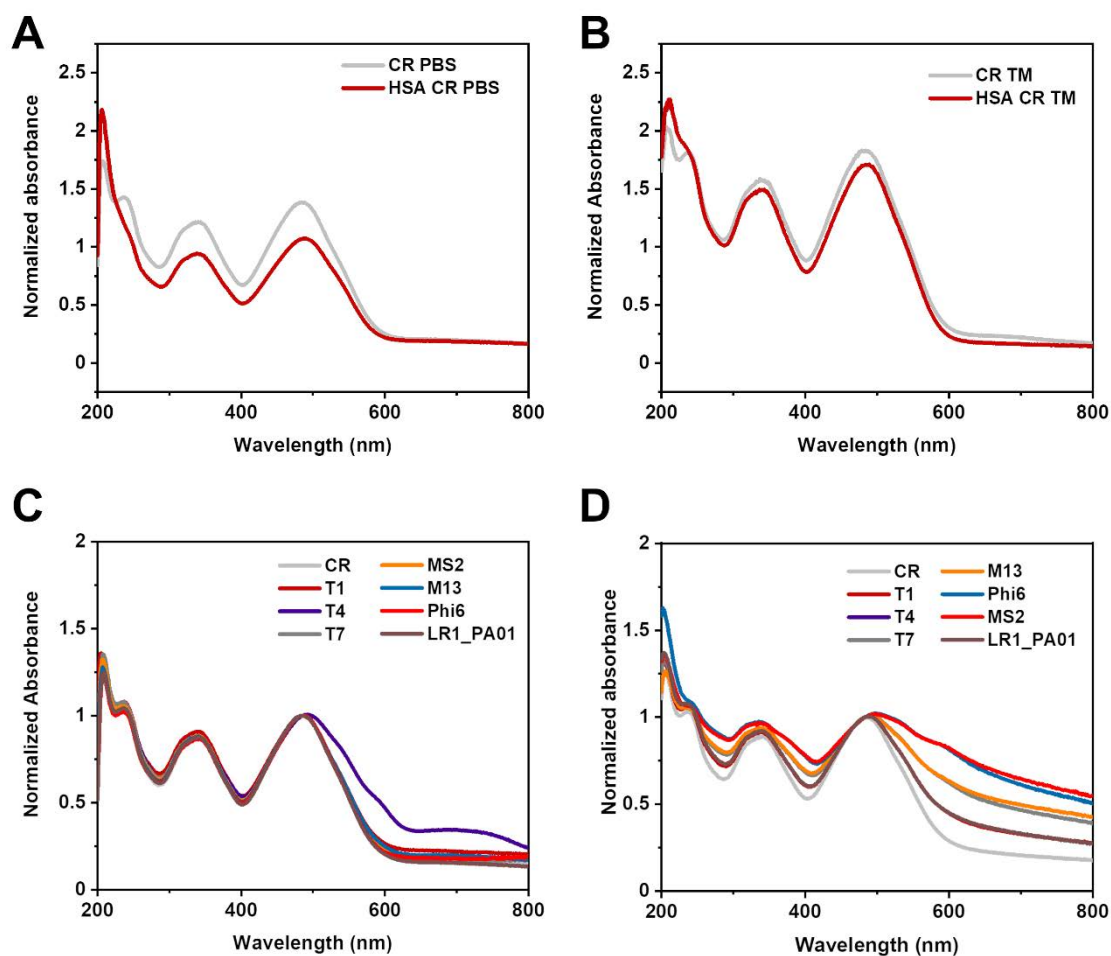 A
2.5
2
1.5
1
0.5
0
CR PBS
HSA CR PBS
Normalized absorbance
200
400
600
800
Wavelength (nm)
B
2.5
2
1.5
1
0.5
0
CR TM
HSA CR TM
Normalized Absorbance
200
400
600
800
Wavelength (nm)
C
2
1.5
1
0.5
0
CR MS2
T1 M13
T4 Phi6
T7 LR1_PA01
Normalized Absorbance
200
400
600
800
Wavelength (nm)
D
2
1.5
1
0.5
0
CR M13
T1 Phi6
T4 MS2
T7 LR1_PA01
Normalized absorbance
200
400
600
800
Wavelength (nm)